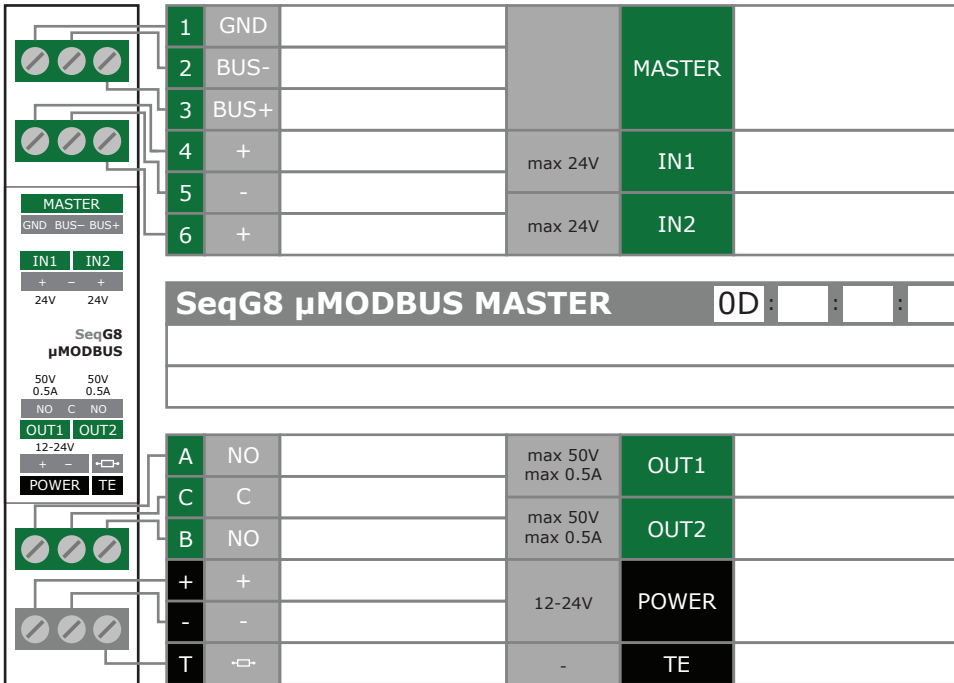 1 GND
2 BUS- MASTER
3 BUS+
4 + max 24V IN1
5 -
6 + max 24V IN2
MASTER
GND BUS− BUS+
IN1 IN2
+ − +
24V 24V
SeqG8
µMODBUS
50V 50V
0.5A 0.5A
NO C NO
OUT1 OUT2
12-24V
+ −
POWER TE
SeqG8 µMODBUS MASTER 0D : : :
A NO max 50V OUT1
max 0.5A
C C
B NO max 50V OUT2
max 0.5A
+ + 12-24V POWER
- -
T - TE